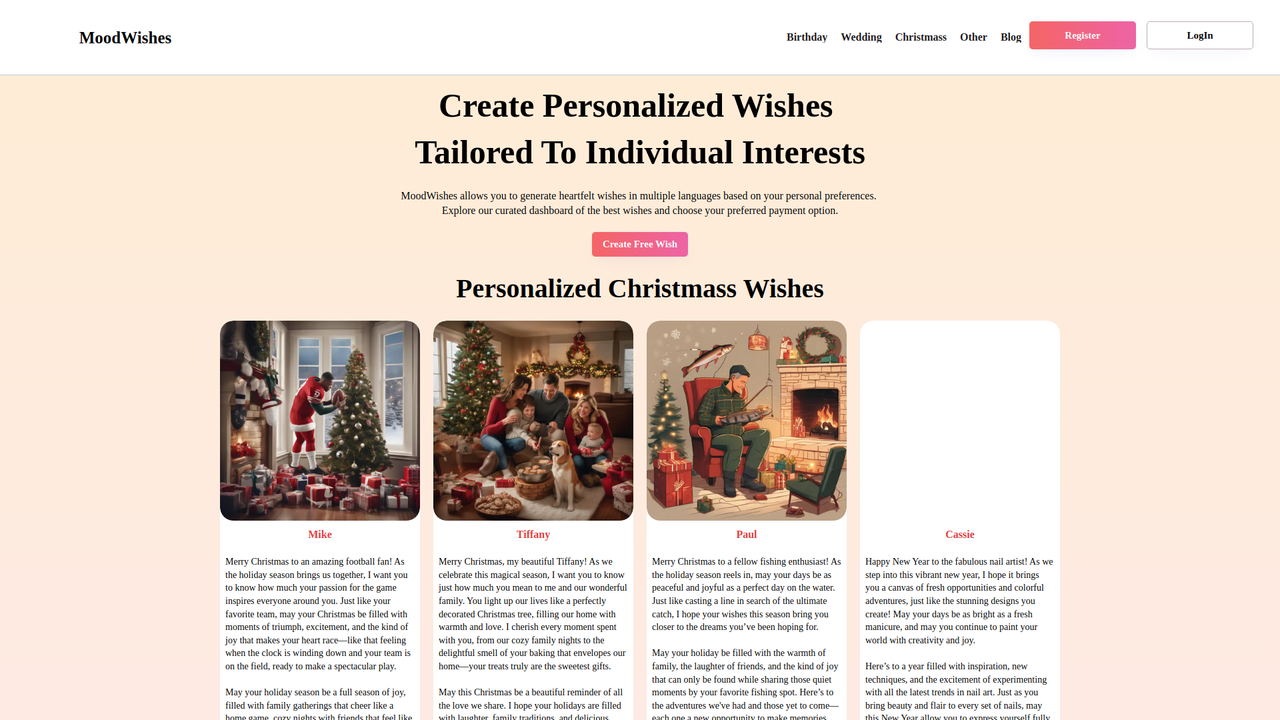 MoodWishes
Birthday Wedding Christmass Other Blog Register LogIn
Create Personalized Wishes
Tailored To Individual Interests
MoodWishes allows you to generate heartfelt wishes in multiple languages based on your personal preferences.
Explore our curated dashboard of the best wishes and choose your preferred payment option.
Create Free Wish
Personalized Christmass Wishes
Mike
Merry Christmas to an amazing football fan! As
the holiday season brings us together, I want you
to know how much your passion for the game
inspires everyone around you. Just like your
favorite team, may your Christmas be filled with
moments of triumph, excitement, and the kind of
joy that makes your heart race—like that feeling
when the clock is winding down and your team is
on the field, ready to make a spectacular play.
May your holiday season be a full season of joy,
filled with family gatherings that cheer like a
home game, cozy nights with friends that feel like
Tiffany
Merry Christmas, my beautiful Tiffany! As we
celebrate this magical season, I want you to know
just how much you mean to me and our wonderful
family. You light up our lives like a perfectly
decorated Christmas tree, filling our home with
warmth and love. I cherish every moment spent
with you, from our cozy family nights to the
delightful smell of your baking that envelopes our
home—your treats truly are the sweetest gifts.
May this Christmas be a beautiful reminder of all
the love we share. I hope your holidays are filled
with laughter, family traditions, and delicious
Paul
Merry Christmas to a fellow fishing enthusiast! As
the holiday season reels in, may your days be as
peaceful and joyful as a perfect day on the water.
Just like casting a line in search of the ultimate
catch, I hope your wishes this season bring you
closer to the dreams you’ve been hoping for.
May your holiday be filled with the warmth of
family, the laughter of friends, and the kind of joy
that can only be found while sharing those quiet
moments by your favorite fishing spot. Here’s to
the adventures we've had and those yet to come—
each one a new opportunity to make memories
Cassie
Happy New Year to the fabulous nail artist! As we
step into this vibrant new year, I hope it brings
you a canvas of fresh opportunities and colorful
adventures, just like the stunning designs you
create! May your days be as bright as a fresh
manicure, and may you continue to paint your
world with creativity and joy.
Here’s to a year filled with inspiration, new
techniques, and the excitement of experimenting
with all the latest trends in nail art. Just as you
bring beauty and flair to every set of nails, may
this New Year allow you to express yourself fully